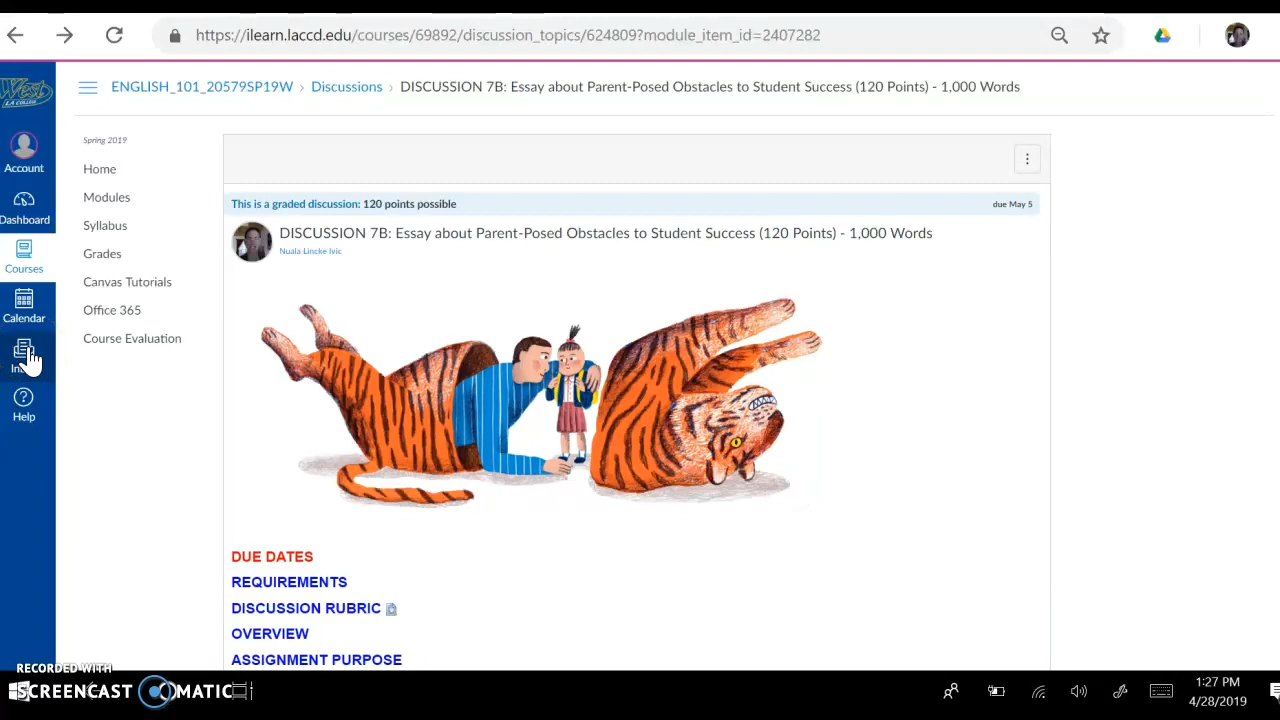 https://ilearn.laccd.edu/courses/69892/discussion_topics/624809?module_item_id=2407282
West
LA COLLEGE
ENGLISH_101_20579SP19W › Discussions › DISCUSSION 7B: Essay about Parent-Posed Obstacles to Student Success (120 Points) - 1,000 Words
Account
Dashboard
Courses
Calendar
Help
Spring 2019
Home
Modules
Syllabus
Grades
Canvas Tutorials
Office 365
Course Evaluation
This is a graded discussion: 120 points possible
due May 5
DISCUSSION 7B: Essay about Parent-Posed Obstacles to Student Success (120 Points) - 1,000 Words
Nuala Lincke Ivic
DUE DATES
REQUIREMENTS
DISCUSSION RUBRIC
OVERVIEW
ASSIGNMENT PURPOSE
RECORDED WITH
SCREENCAST MATIC
1:27 PM
4/28/2019